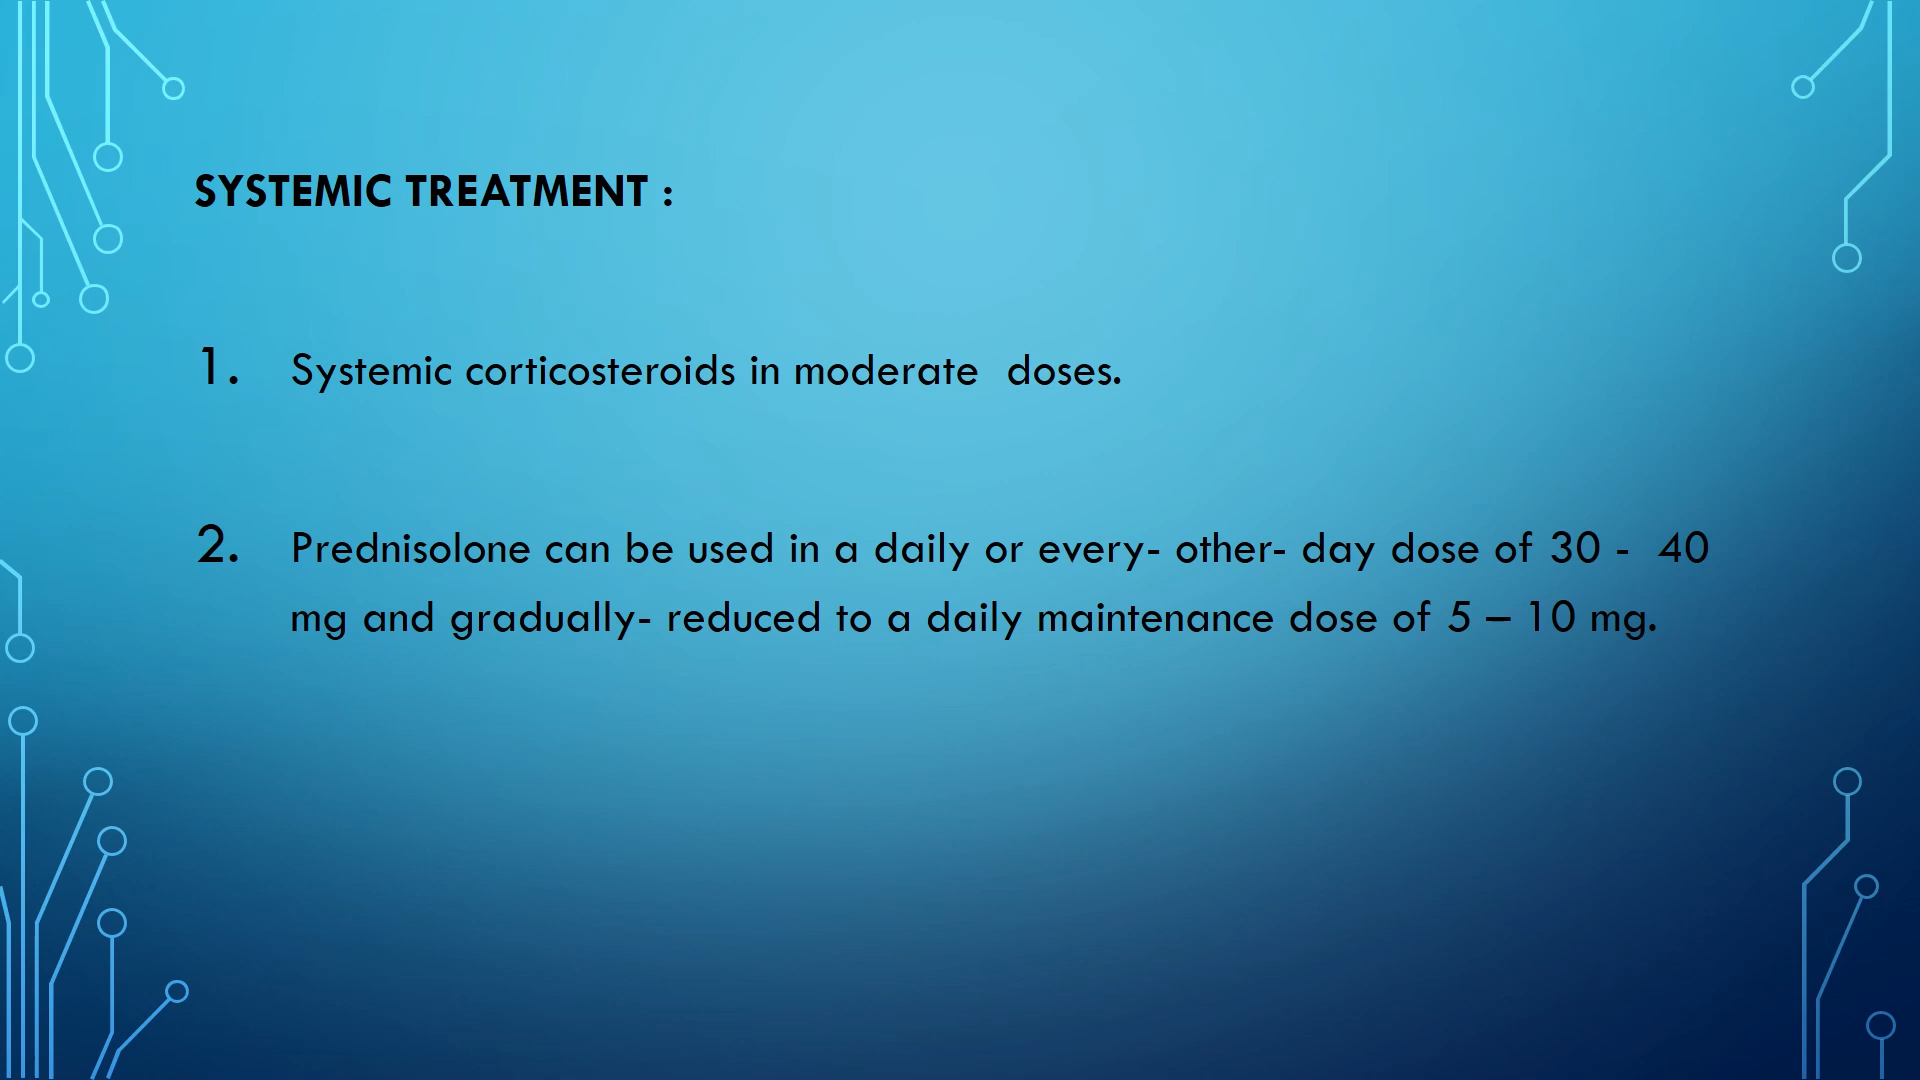 SYSTEMIC TREATMENT :
1. Systemic corticosteroids in moderate  doses.
2. Prednisolone can be used in a daily or every- other- day dose of 30 -  40
mg and gradually- reduced to a daily maintenance dose of 5 – 10 mg.